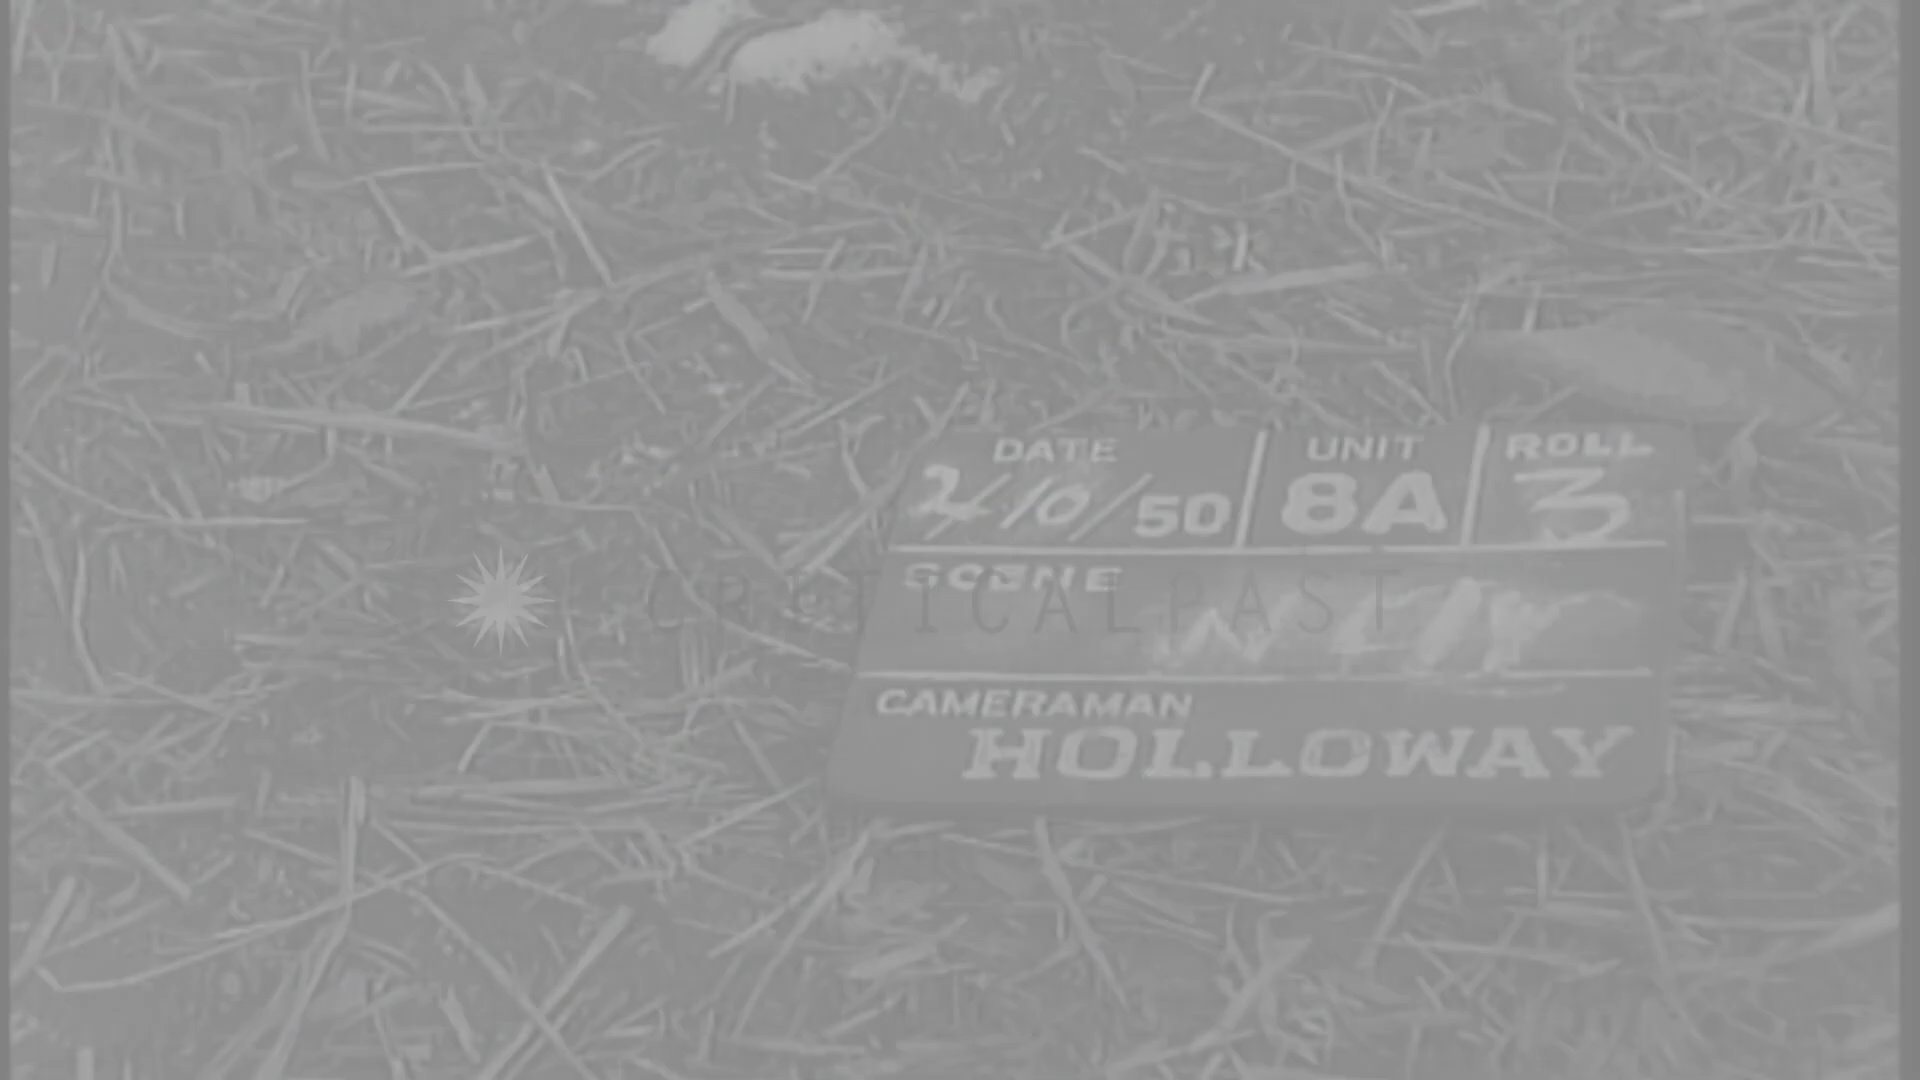 DATE UNIT ROLL
2/10/50 8A 3
SCENE
CRITICALPAST
CAMERAMAN
HOLLOWAY